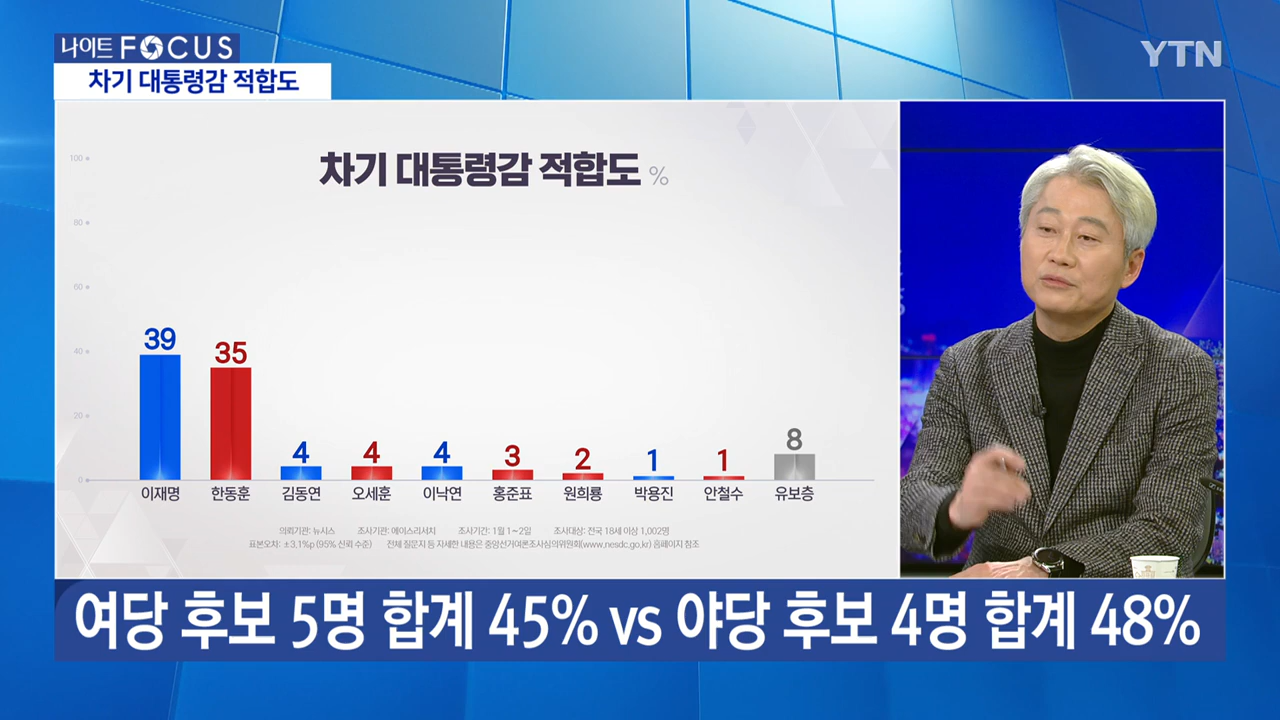 나이트 FOCUS
YTN
차기 대통령감 적합도
차기 대통령감 적합도 %
100
80
60
40
20
0
39
35
4
4
4
3
2
1
1
8
이재명
한동훈
김동연
오세훈
이낙연
홍준표
원희룡
박용진
안철수
유보층
의뢰기관: 뉴시스 조사기관: 에이스리서치 조사기간: 1월 1~2일 조사대상: 전국 18세 이상 1,002명
표본오차: ±3.1%p (95% 신뢰 수준) 전체 질문지 등 자세한 내용은 중앙선거여론조사심의위원회(www.nesdc.go.kr) 홈페이지 참조
여당 후보 5명 합계 45% vs 야당 후보 4명 합계 48%